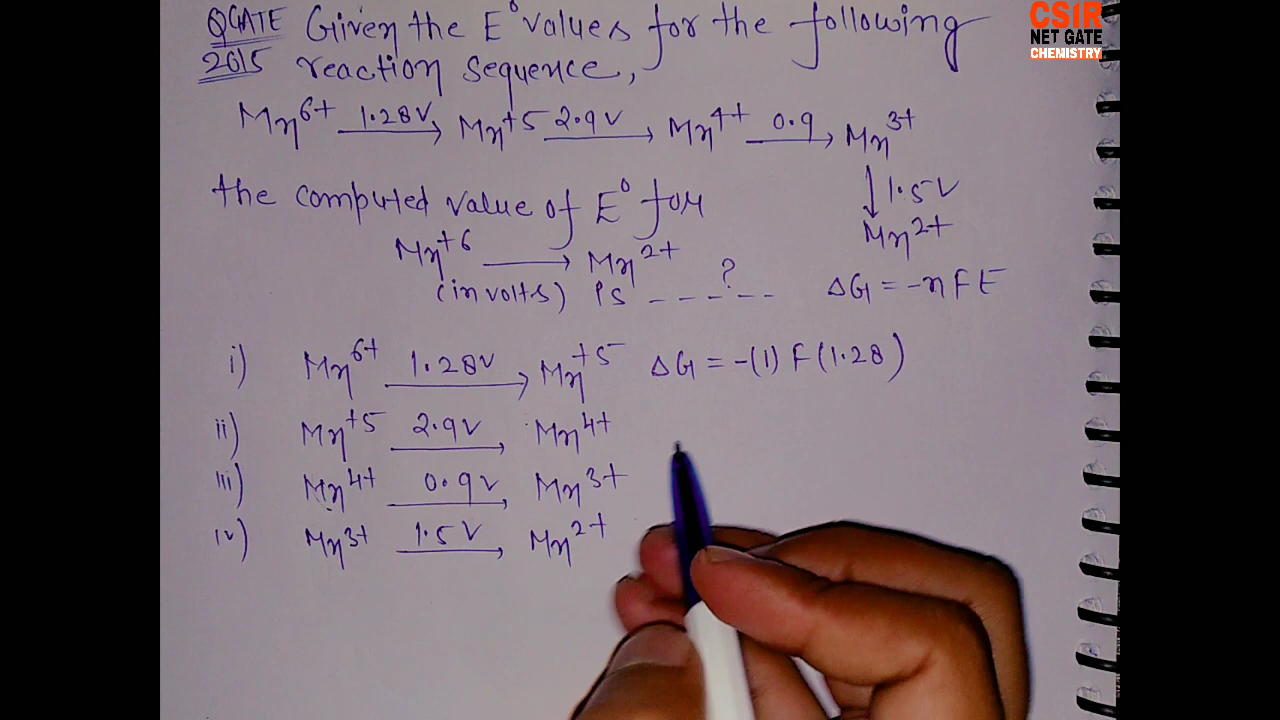 QGATE Given the E° values for the following
2015 reaction sequence,
CSIR
NET GATE
CHEMISTRY
Mn⁶⁺ 1.28V → Mn⁺⁵ 2.9V → Mn⁴⁺ 0.9 → Mn³⁺
↓ 1.5V
Mn²⁺
the computed value of E° for
Mn⁺⁶ → Mn²⁺
(in volts) is ------ ?
ΔG = -nFE
i) Mn⁶⁺ 1.28V → Mn⁺⁵ ΔG = -(1) F (1.28)
ii) Mn⁺⁵ 2.9V → Mn⁴⁺
iii) Mn⁴⁺ 0.9V → Mn³⁺
iv) Mn³⁺ 1.5V → Mn²⁺